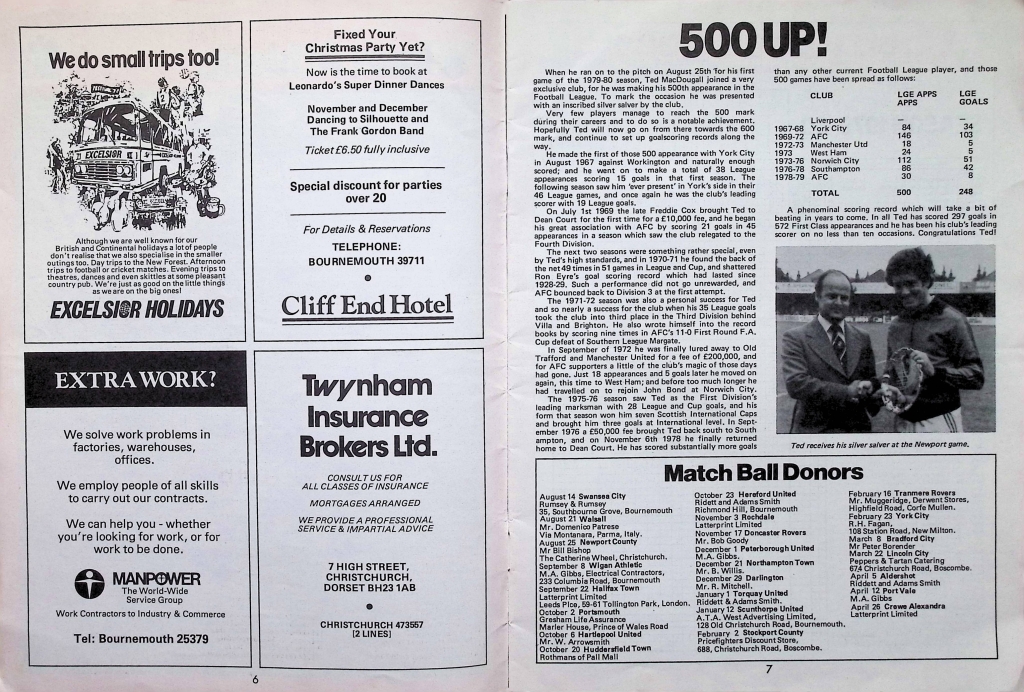 We do small trips too!
EXCELSIOR
Although we are well known for our
British and Continental holidays a lot of people
don't realise that we also specialise in the smaller
outings too. Day trips to the New Forest. Afternoon
trips to football or cricket matches. Evening trips to
theatres, dances and even skittles at some pleasant
country pub. We're just as good on the little things
as we are on the big ones!
EXCELSIOR HOLIDAYS
Fixed Your
Christmas Party Yet?
Now is the time to book at
Leonardo's Super Dinner Dances
November and December
Dancing to Silhouette and
The Frank Gordon Band
Ticket £6.50 fully inclusive
Special discount for parties
over 20
For Details & Reservations
TELEPHONE:
BOURNEMOUTH 39711
Cliff End Hotel
EXTRA WORK?
We solve work problems in
factories, warehouses,
offices.
We employ people of all skills
to carry out our contracts.
We can help you - whether
you're looking for work, or for
work to be done.
MANPOWER
The World-Wide
Service Group
Work Contractors to Industry & Commerce
Tel: Bournemouth 25379
Twynham
Insurance
Brokers Ltd.
CONSULT US FOR
ALL CLASSES OF INSURANCE
MORTGAGES ARRANGED
WE PROVIDE A PROFESSIONAL
SERVICE & IMPARTIAL ADVICE
7 HIGH STREET,
CHRISTCHURCH,
DORSET BH23 1AB
CHRISTCHURCH 473557
[2 LINES]
6
500 UP!
When he ran on to the pitch on August 25th for his first
game of the 1979-80 season, Ted MacDougall joined a very
exclusive club, for he was making his 500th appearance in the
Football League. To mark the occasion he was presented
with an inscribed silver salver by the club.
Very few players manage to reach the 500 mark
during their careers and to do so is a notable achievement.
Hopefully Ted will now go on from there towards the 600
mark, and continue to set up goalscoring records along the
way.
He made the first of those 500 appearance with York City
in August 1967 against Workington and naturally enough
scored; and he went on to make a total of 38 League
appearances scoring 15 goals in that first season. The
following season saw him 'ever present' in York's side in their
46 League games, and once again he was the club's leading
scorer with 19 League goals.
On July 1st 1969 the late Freddie Cox brought Ted to
Dean Court for the first time for a £10,000 fee, and he began
his great association with AFC by scoring 21 goals in 45
appearances in a season which saw the club relegated to the
Fourth Division.
The next two seasons were something rather special, even
by Ted's high standards, and in 1970-71 he found the back of
the net 49 times in 51 games in League and Cup, and shattered
Ron Eyre's goal scoring record which had lasted since
1928-29. Such a performance did not go unrewarded, and
AFC bounced back to Division 3 at the first attempt.
The 1971-72 season was also a personal success for Ted
and so nearly a success for the club when his 35 League goals
took the club into third place in the Third Division behind
Villa and Brighton. He also wrote himself into the record
books by scoring nine times in AFC's 11-0 First Round F.A.
Cup defeat of Southern League Margate.
In September of 1972 he was finally lured away to Old
Trafford and Manchester United for a fee of £200,000, and
for AFC supporters a little of the club's magic of those days
had gone. Just 18 appearances and 5 goals later he moved on
again, this time to West Ham; and before too much longer he
had travelled on to rejoin John Bond at Norwich City.
The 1975-76 season saw Ted as the First Division's
leading marksman with 28 League and Cup goals, and his
form that season won him seven Scottish International Caps
and brought him three goals at International level. In Sept-
ember 1976 a £50,000 fee brought Ted back south to South
ampton, and on November 6th 1978 he finally returned
home to Dean Court. He has scored substantially more goals
than any other current Football League player, and those
500 games have been spread as follows:
CLUB LGE APPS LGE
APPS GOALS
Liverpool — —
1967-68 York City 84 34
1969-72 AFC 146 103
1972-73 Manchester Utd 18 5
1973 West Ham 24 5
1973-76 Norwich City 112 51
1976-78 Southampton 86 42
1978-79 AFC 30 8
TOTAL 500 248
A phenominal scoring record which will take a bit of
beating in years to come. In all Ted has scored 297 goals in
572 First Class appearances and he has been his club's leading
scorer on no less than ten occasions. Congratulations Ted!
Ted receives his silver salver at the Newport game.
Match Ball Donors
August 14 Swansea City
Rumsey & Rumsey
35, Southbourne Grove, Bournemouth
August 21 Walsall
Mr. Domenico Patrese
Via Montanara, Parma, Italy.
August 25 Newport County
Mr Bill Bishop
The Catherine Wheel, Christchurch.
September 8 Wigan Athletic
M.A. Gibbs, Electrical Contractors,
233 Columbia Road, Bournemouth
September 22 Halifax Town
Latterprint Limited
Leeds Place, 59-61 Tollington Park, London.
October 2 Portsmouth
Gresham Life Assurance
Marler House, Prince of Wales Road
October 6 Hartlepool United
Mr. W. Arrowsmith
October 20 Huddersfield Town
Rothmans of Pall Mall
October 23 Hereford United
Ridett and Adams Smith
Richmond Hill, Bournemouth
November 3 Rochdale
Latterprint Limited
November 17 Doncaster Rovers
Mr. Bob Goody
December 1 Peterborough United
M.A. Gibbs.
December 21 Northampton Town
Mr. B. Willis.
December 29 Darlington
Mr. R. Mitchell.
January 1 Torquay United
Riddett & Adams Smith.
January 12 Scunthorpe United
A.T.A. West Advertising Limited,
128 Old Christchurch Road, Bournemouth.
February 2 Stockport County
Pricefighters Discount Store,
688, Christchurch Road, Boscombe.
February 16 Tranmere Rovers
Mr. Muggeridge, Derwent Stores,
Highfield Road, Corfe Mullen.
February 23 York City
R.H. Fagan,
108 Station Road, New Milton.
March 8 Bradford City
Mr Peter Borender
March 22 Lincoln City
Peppers & Tartan Catering
674 Christchurch Road, Boscombe.
April 5 Aldershot
Riddett and Adams Smith
April 12 Port Vale
M.A. Gibbs
April 26 Crewe Alexandra
Latterprint Limited
7